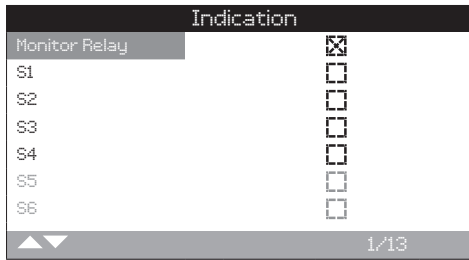 Indication
Monitor Relay
S1
S2
S3
S4
S5
S6
1/13